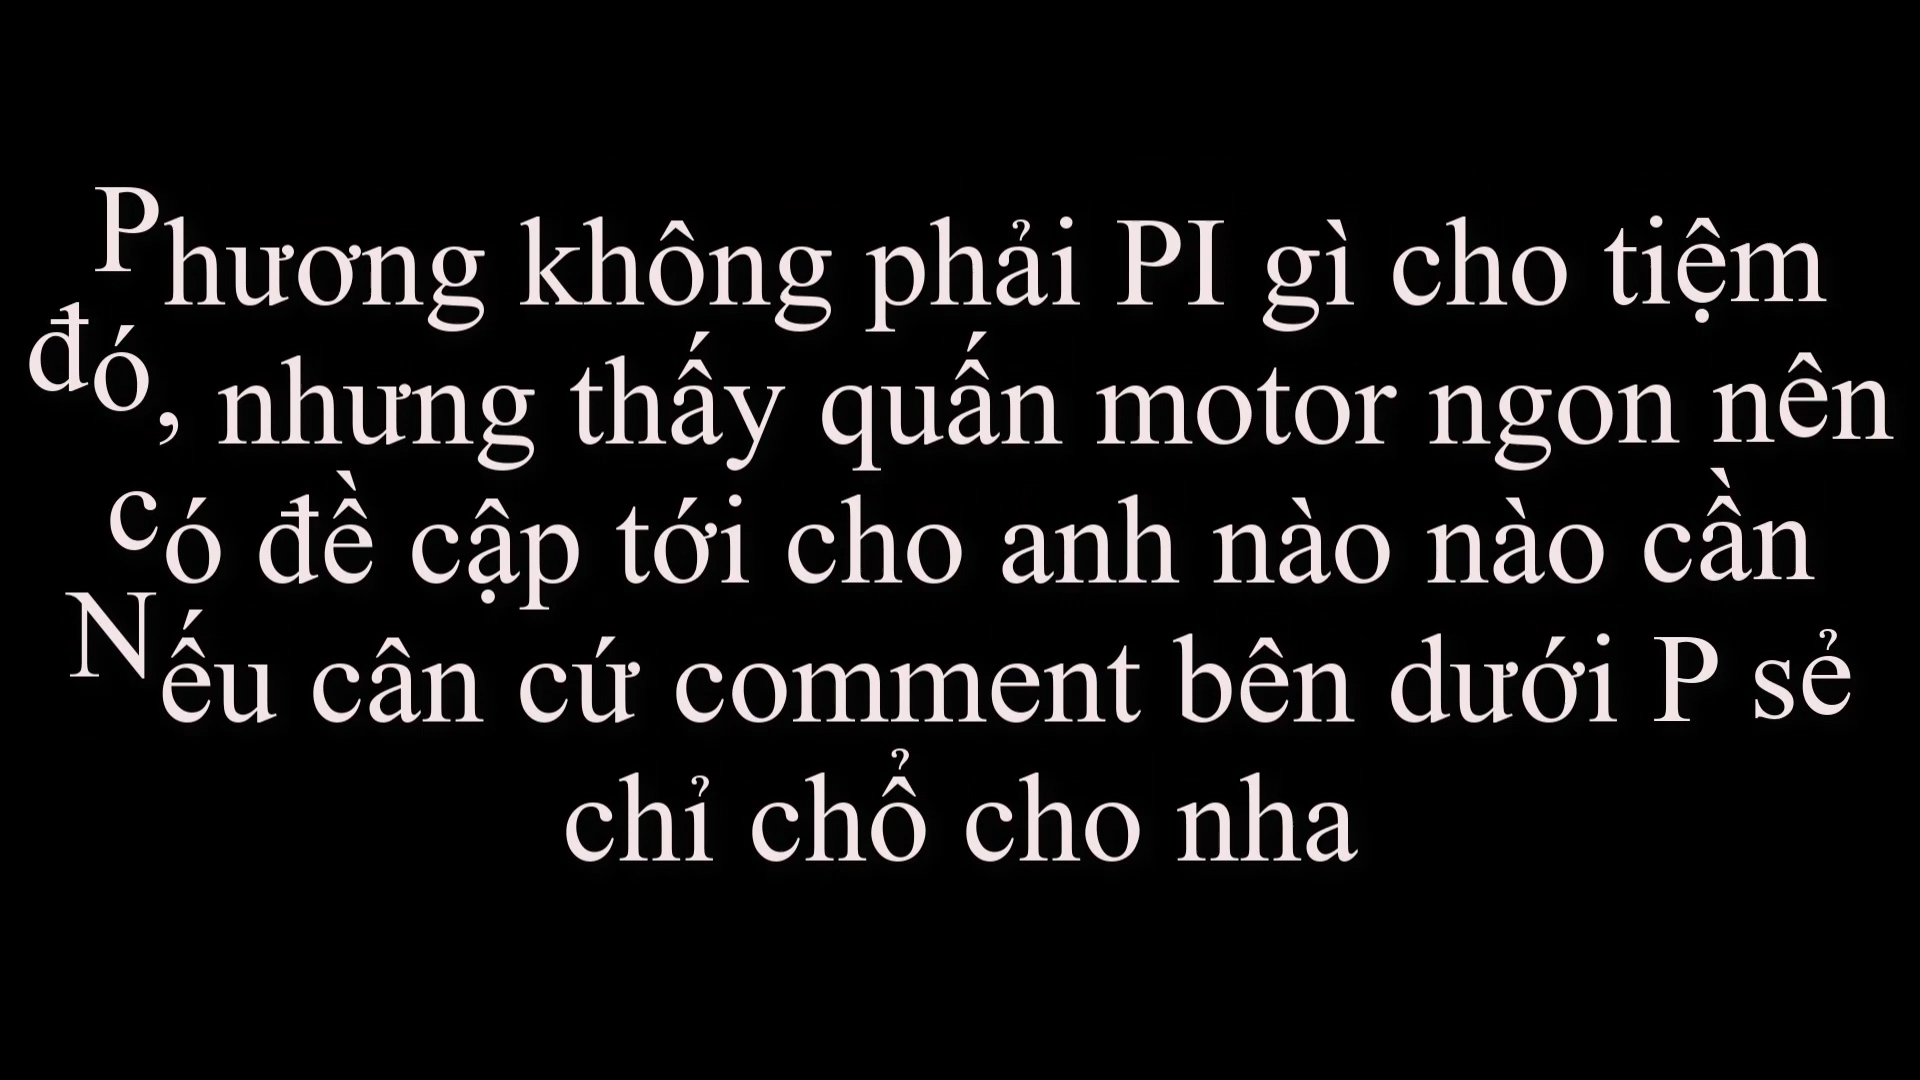 Phương không phải PI gì cho tiệm
đó, nhưng thấy quấn motor ngon nên
có đề cập tới cho anh nào nào cần
Nếu cân cứ comment bên dưới P sẻ
chỉ chổ cho nha